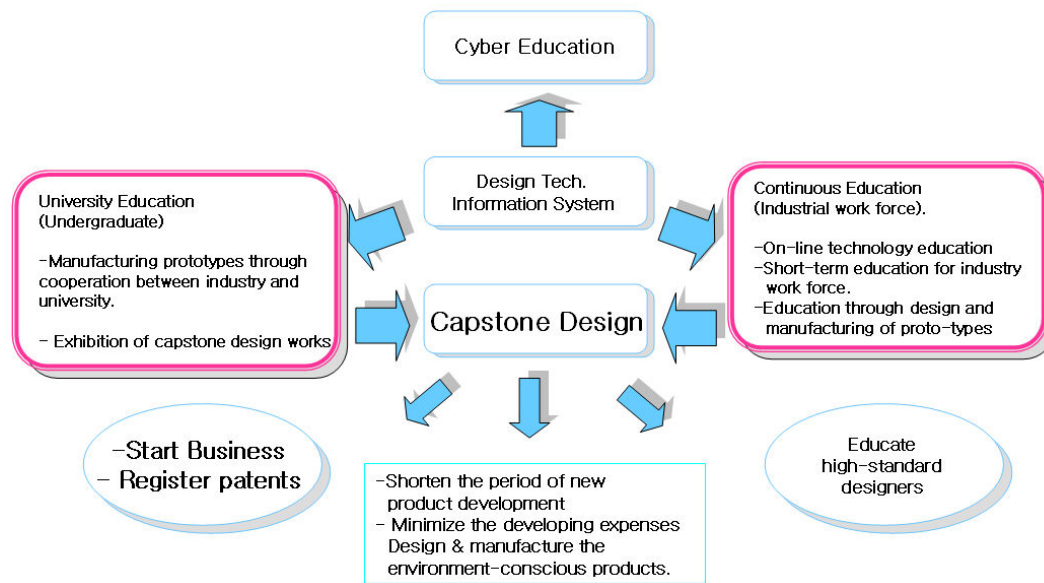 Cyber Education
Design Tech.
Information System
University Education
(Undergraduate)
-Manufacturing prototypes through
cooperation between industry and
university.
- Exhibition of capstone design works
Continuous Education
(Industrial work force).
-On-line technology education
-Short-term education for industry
work force.
-Education through design and
manufacturing of proto-types
Capstone Design
-Start Business
- Register patents
-Shorten the period of new
product development
- Minimize the developing expenses
Design & manufacture the
environment-conscious products.
Educate
high-standard
designers